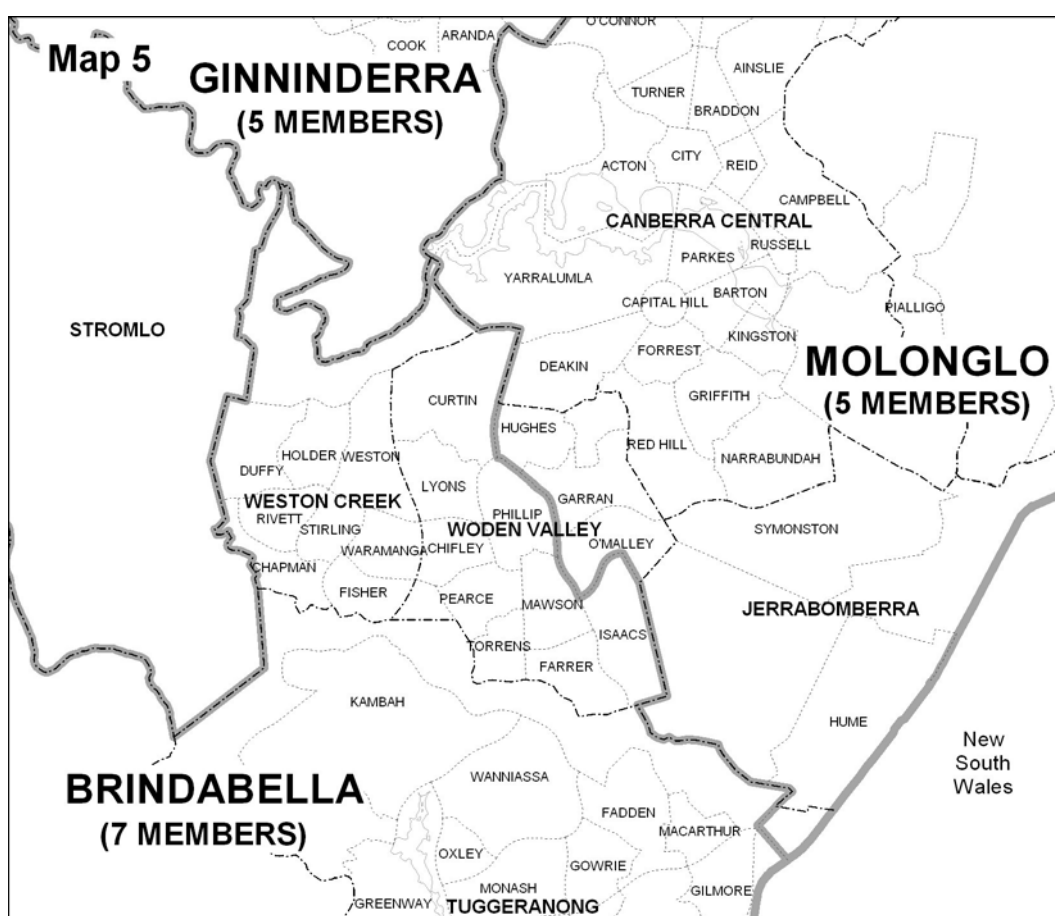 O'CONNOR
COOK
ARANDA
Map 5
GINNINDERRA
(5 MEMBERS)
AINSLIE
TURNER
BRADDON
CITY
ACTON
REID
CAMPBELL
CANBERRA CENTRAL
RUSSELL
PARKES
YARRALUMLA
BARTON
CAPITAL HILL
PIALLIGO
STROMLO
KINGSTON
FORREST
MOLONGLO
(5 MEMBERS)
DEAKIN
GRIFFITH
CURTIN
HUGHES
RED HILL
HOLDER
WESTON
NARRABUNDAH
DUFFY
LYONS
GARRAN
WESTON CREEK
PHILLIP
RIVETT
STIRLING
WODEN VALLEY
SYMONSTON
O'MALLEY
WARAMANGA
CHIFLEY
CHAPMAN
FISHER
PEARCE
MAWSON
JERRABOMBERRA
ISAACS
TORRENS
FARRER
KAMBAH
HUME
New
South
Wales
WANNIASSA
BRINDABELLA
(7 MEMBERS)
FADDEN
MACARTHUR
OXLEY
GOWRIE
MONASH
GILMORE
GREENWAY
TUGGERANONG